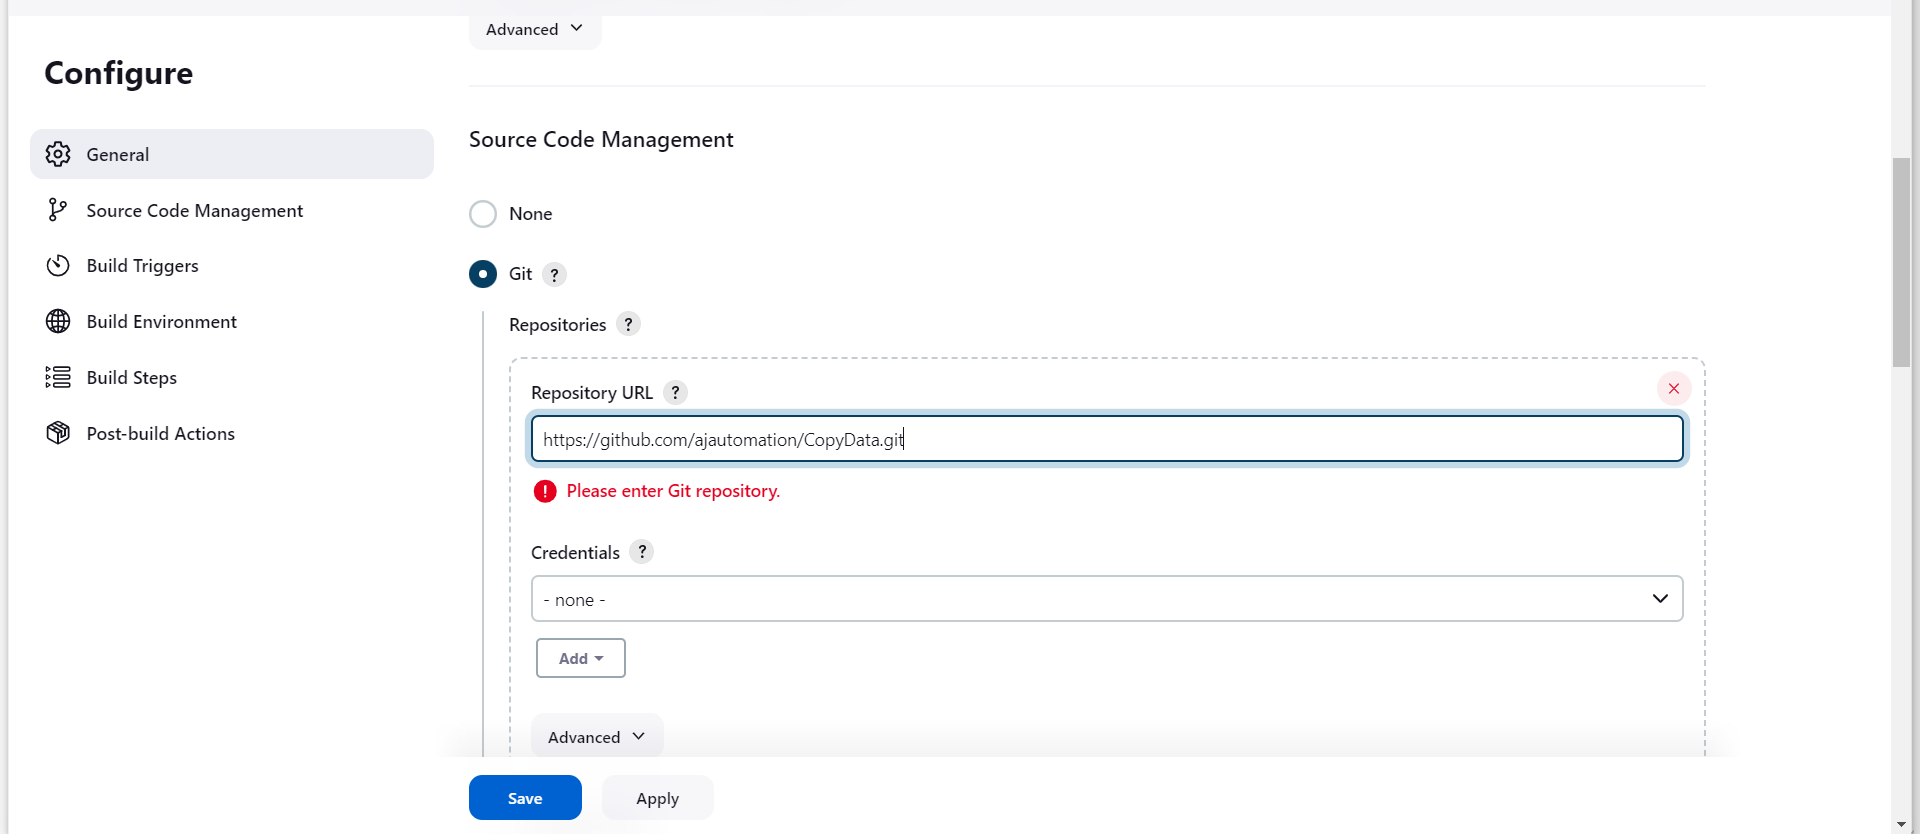 Advanced
Configure
General
Source Code Management
Build Triggers
Build Environment
Build Steps
Post-build Actions
Source Code Management
None
Git ?
Repositories ?
Repository URL ?
https://github.com/ajautomation/CopyData.git
Please enter Git repository.
Credentials ?
- none -
Add
Advanced
Save
Apply